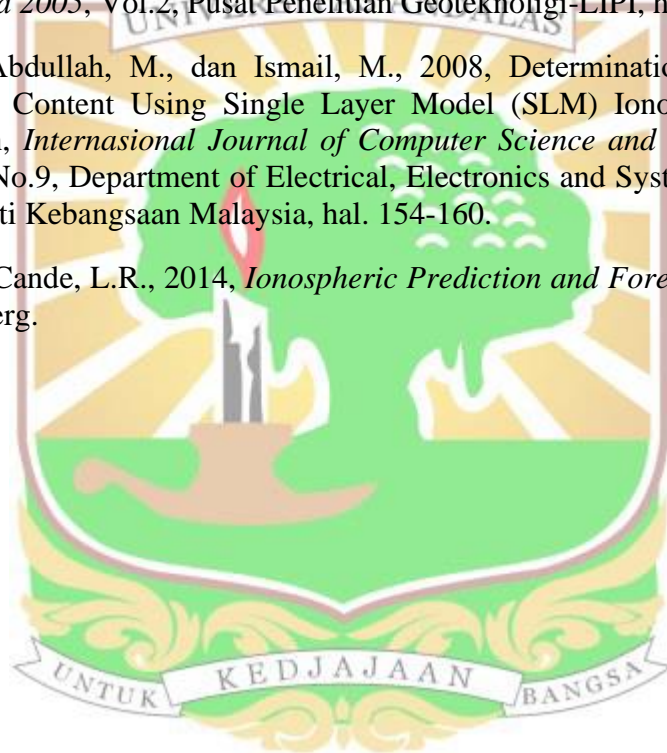 a 2005, Vol.2, Pusat Penelitian Geoteknologi-LIPI, h
Abdullah, M., dan Ismail, M., 2008, Determinatio
Content Using Single Layer Model (SLM) Iono
, Internasional Journal of Computer Science and
No.9, Department of Electrical, Electronics and Syst
ti Kebangsaan Malaysia, hal. 154-160.
Cande, L.R., 2014, Ionospheric Prediction and Fore
erg.
UNTUK KEDJAJAAN BANGSA